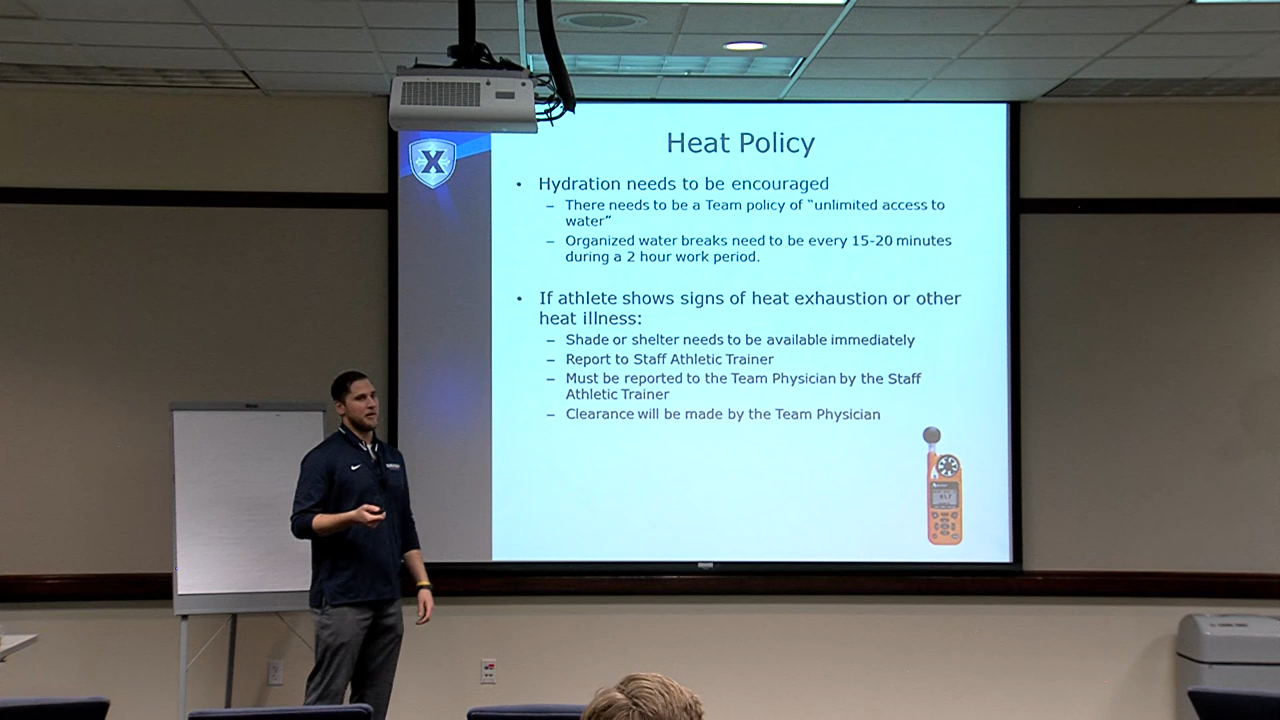 Heat Policy
X
• Hydration needs to be encouraged
– There needs to be a Team policy of “unlimited access to
water”
– Organized water breaks need to be every 15-20 minutes
during a 2 hour work period.
• If athlete shows signs of heat exhaustion or other
heat illness:
– Shade or shelter needs to be available immediately
– Report to Staff Athletic Trainer
– Must be reported to the Team Physician by the Staff
Athletic Trainer
– Clearance will be made by the Team Physician